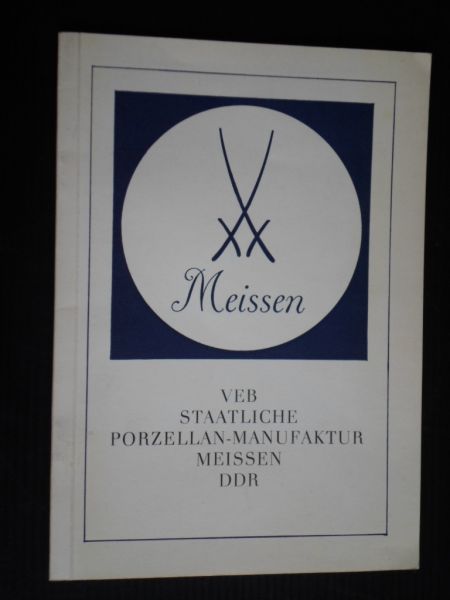 Meissen
VEB
STAATLICHE
PORZELLAN-MANUFAKTUR
MEISSEN
DDR